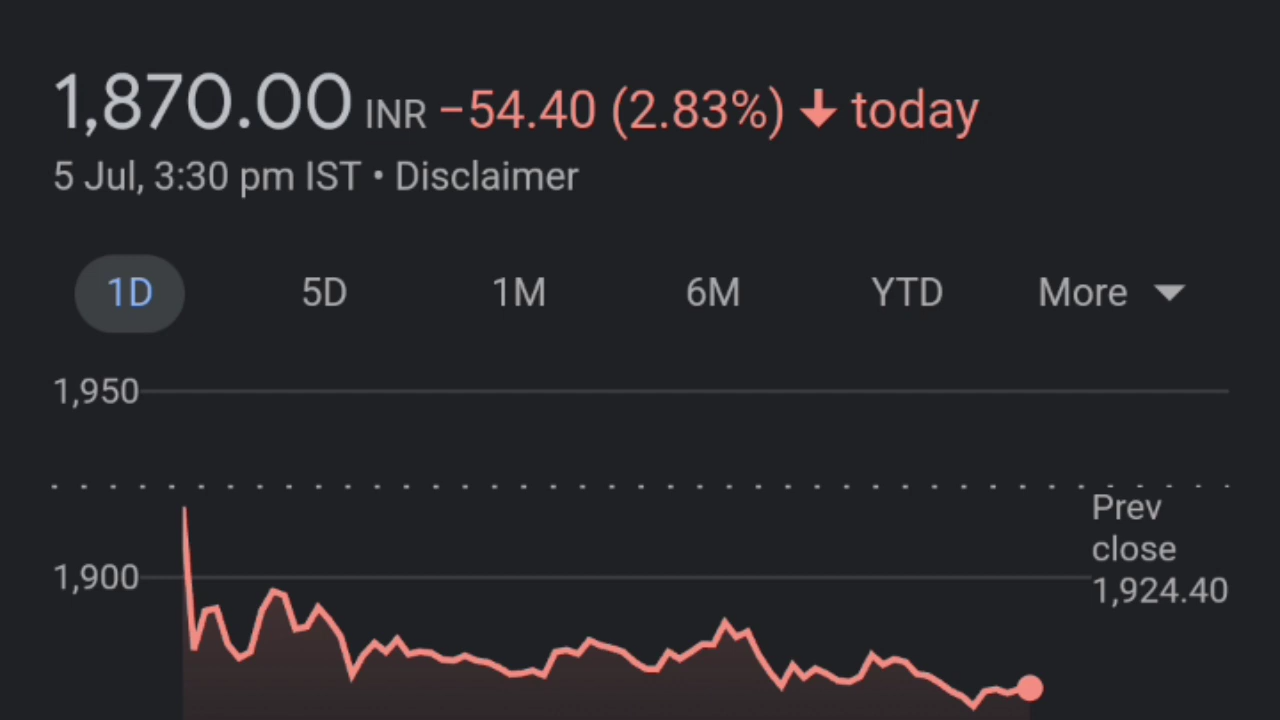 1,870.00 INR −54.40 (2.83%) ↓ today
5 Jul, 3:30 pm IST • Disclaimer
1D 5D 1M 6M YTD More
1,950
Prev
close
1,924.40
1,900